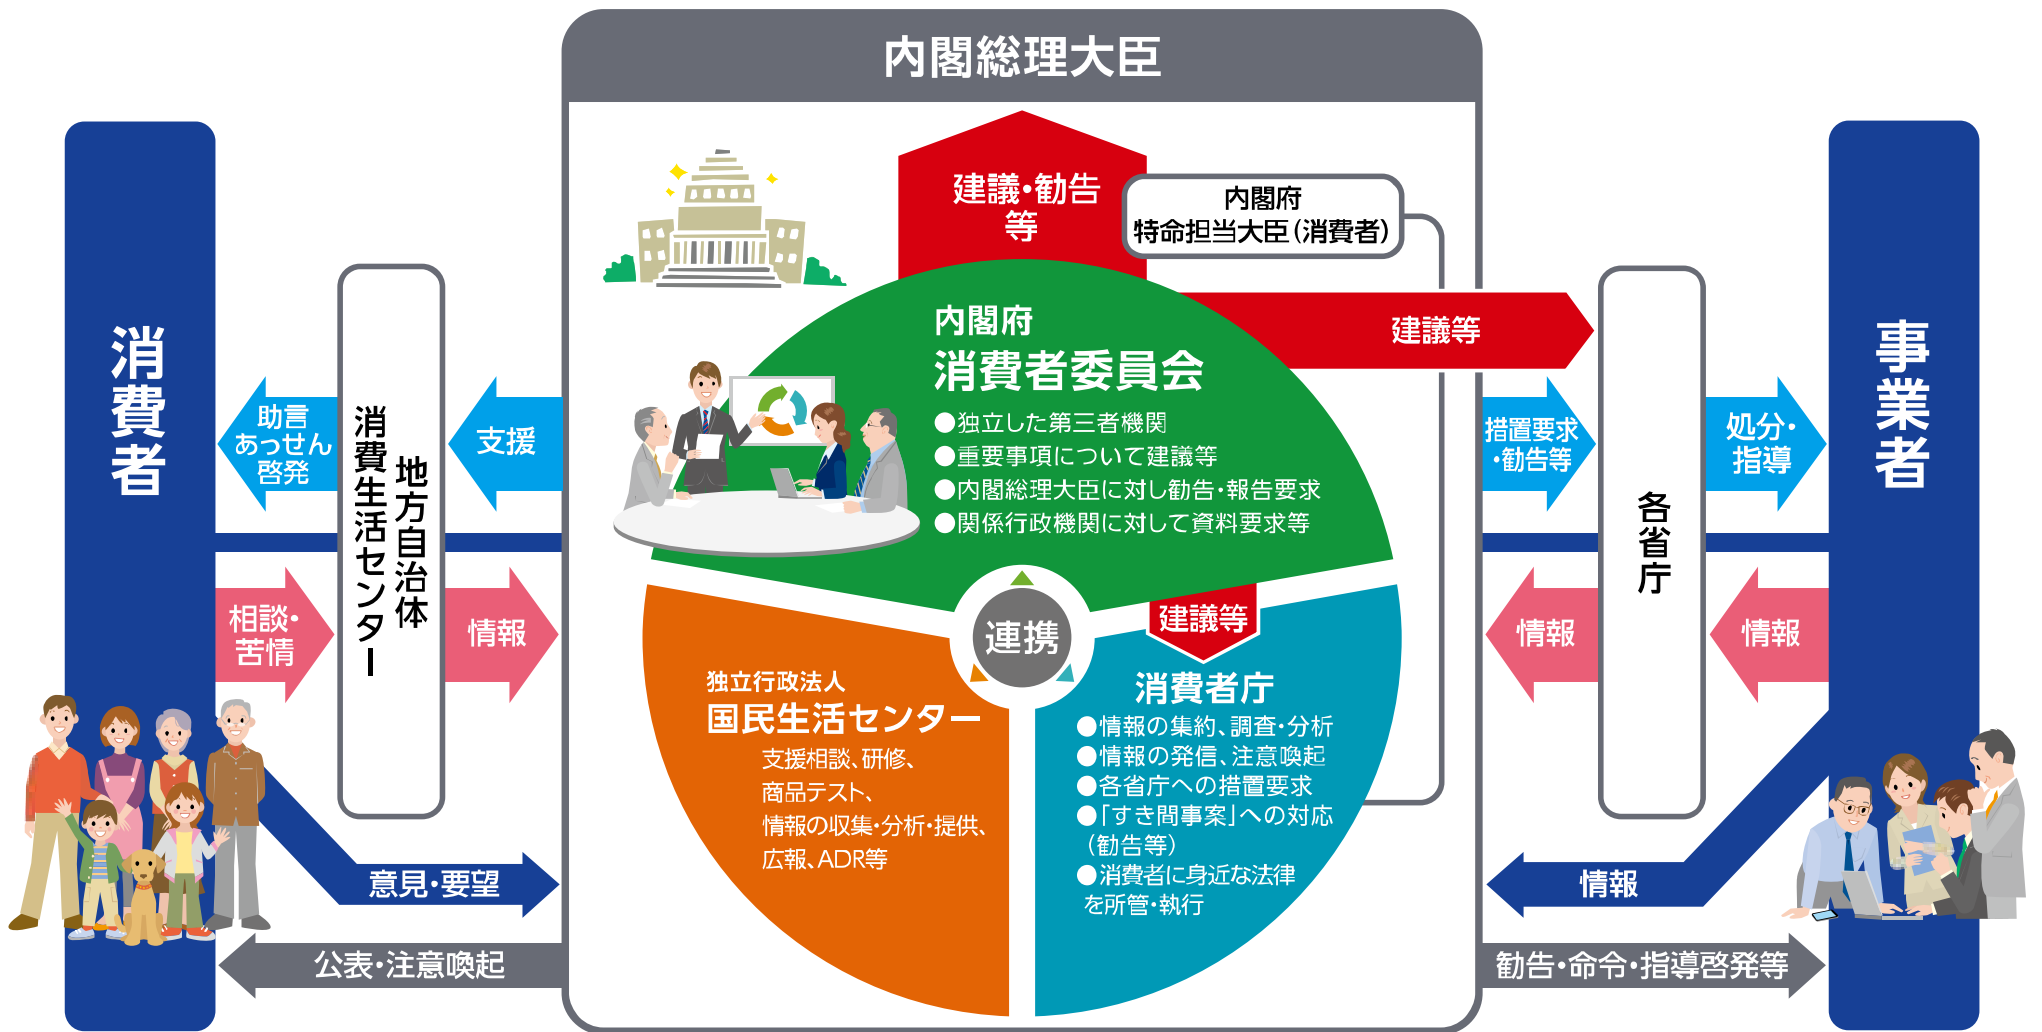 内閣総理大臣
建議・勧告
等
内閣府
特命担当大臣（消費者）
建議等
内閣府
消費者委員会
●独立した第三者機関
●重要事項について建議等
●内閣総理大臣に対し勧告・報告要求
●関係行政機関に対して資料要求等
連携
建議等
独立行政法人
国民生活センター
支援相談、研修、
商品テスト、
情報の収集・分析・提供、
広報、ADR等
消費者庁
●情報の集約、調査・分析
●情報の発信、注意喚起
●各省庁への措置要求
●「すき間事案」への対応
（勧告等）
●消費者に身近な法律
を所管・執行
消費者
助言
あっせん
啓発
地方自治体
消費生活センター
支援
相談・
苦情
情報
意見・要望
公表・注意喚起
措置要求
・勧告等
各省庁
処分・
指導
事業者
情報
情報
情報
勧告・命令・指導啓発等